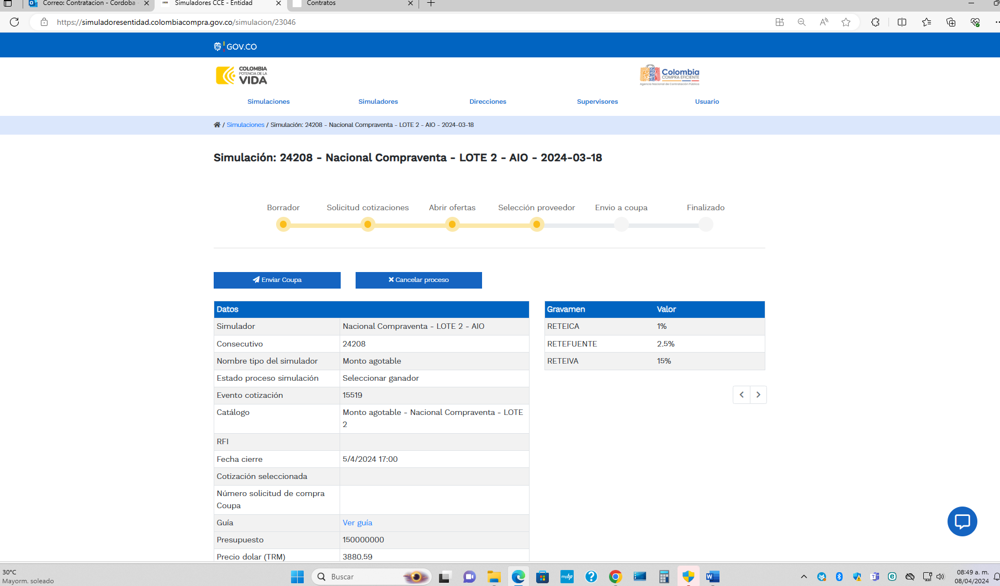 Correo: Contratacion - Cordoba
Simuladores CCE - Entidad
Contratos
https://simuladoresentidad.colombiacompra.gov.co/simulacion/23046
GOV.CO
COLOMBIA
POTENCIA DE LA
VIDA
Colombia
COMPRA EFICIENTE
Agencia Nacional de Contratación Pública
Simulaciones Simuladores Direcciones Supervisores Usuario
/ Simulaciones / Simulación: 24208 - Nacional Compraventa - LOTE 2 - AIO - 2024-03-18
Simulación: 24208 - Nacional Compraventa - LOTE 2 - AIO - 2024-03-18
Borrador Solicitud cotizaciones Abrir ofertas Selección proveedor Envio a coupa Finalizado
Enviar Coupa Cancelar proceso
Datos
Simulador Nacional Compraventa - LOTE 2 - AIO
Consecutivo 24208
Nombre tipo del simulador Monto agotable
Estado proceso simulación Seleccionar ganador
Evento cotización 15519
Catálogo Monto agotable - Nacional Compraventa - LOTE
2
RFI
Fecha cierre 5/4/2024 17:00
Cotización seleccionada
Número solicitud de compra
Coupa
Guía Ver guía
Presupuesto 150000000
Precio dolar (TRM) 3880.59
Gravamen Valor
RETEICA 1%
RETEFUENTE 2.5%
RETEIVA 15%
30°C
Mayorm. soleado
Buscar
08:49 a. m.
08/04/2024